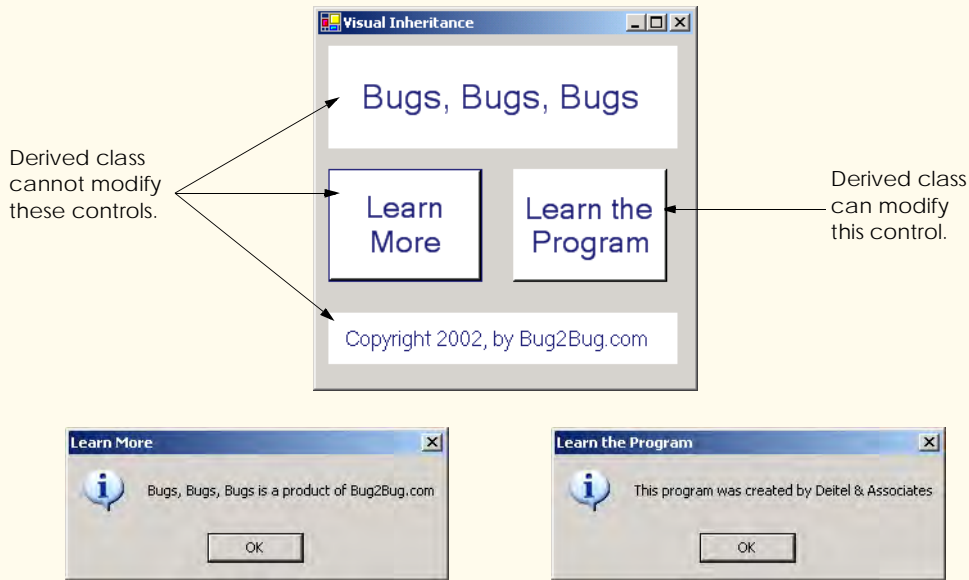 Visual Inheritance
Bugs, Bugs, Bugs
Derived class
cannot modify
these controls.
Learn
More
Learn the
Program
Derived class
can modify
this control.
Copyright 2002, by Bug2Bug.com
Learn More
Bugs, Bugs, Bugs is a product of Bug2Bug.com
OK
Learn the Program
This program was created by Deitel & Associates
OK